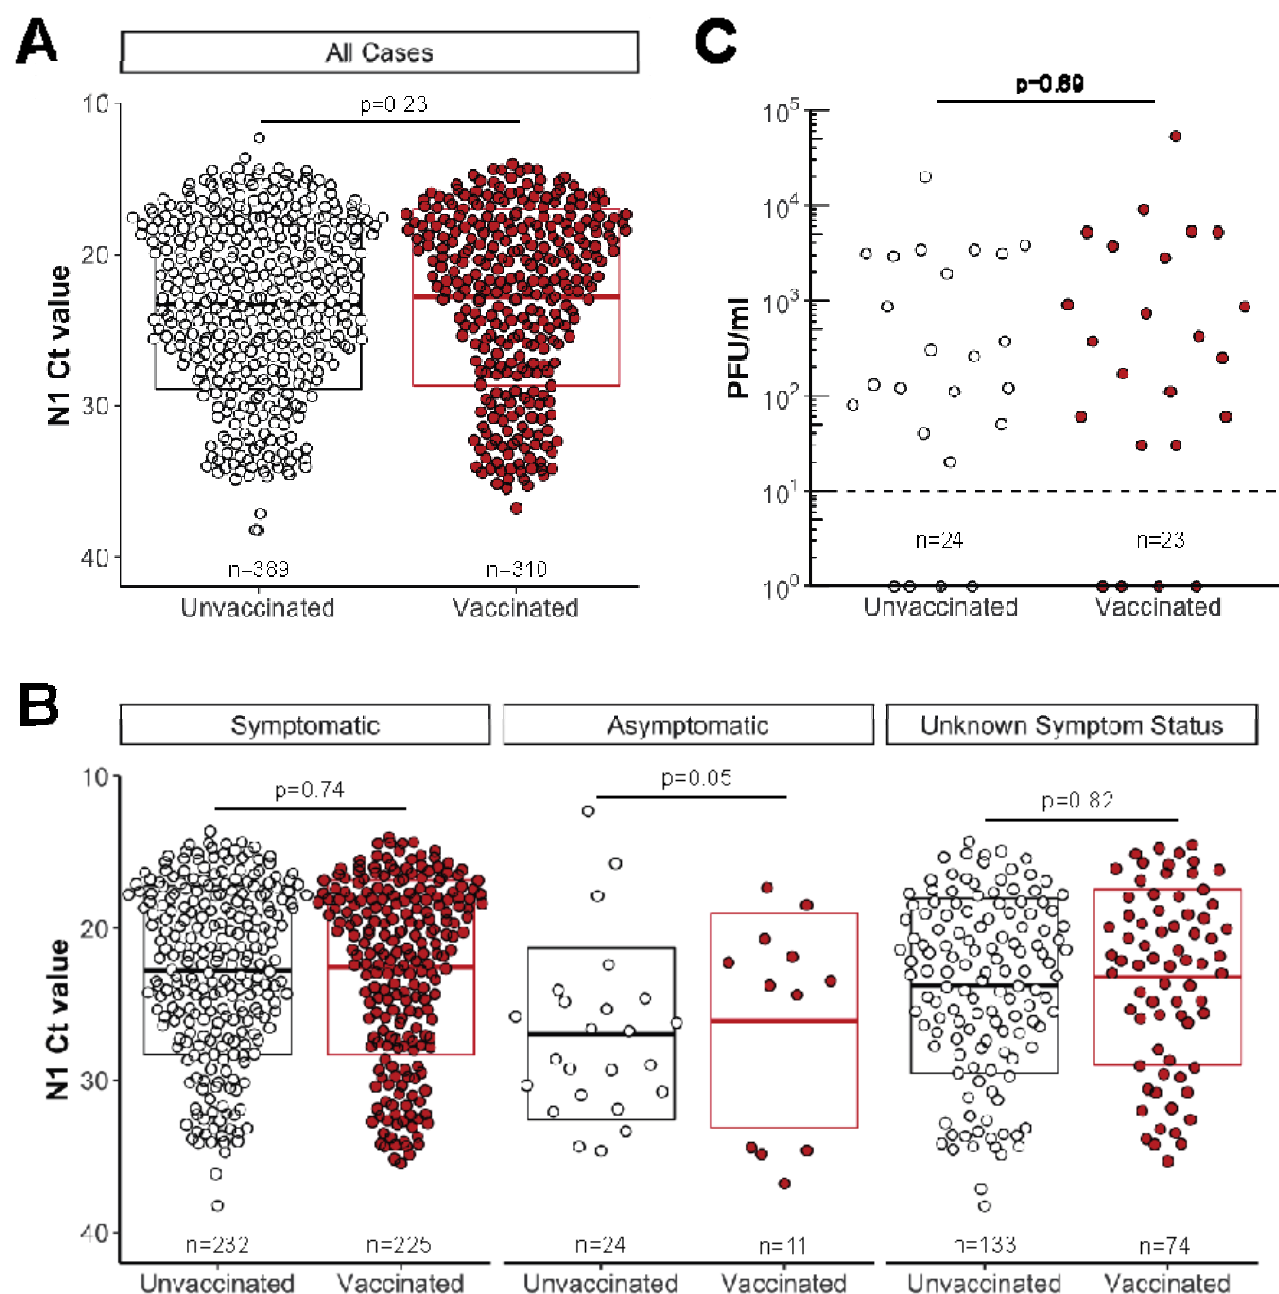 A
All Cases
p=0.23
N1 Ct value
10
20
30
40
n=389
n=310
Unvaccinated
Vaccinated
C
p=0.69
PFU/ml
10^5
10^4
10^3
10^2
10^1
10^0
n=24
n=23
Unvaccinated
Vaccinated
B
Symptomatic
Asymptomatic
Unknown Symptom Status
p=0.74
p=0.05
p=0.82
N1 Ct value
10
20
30
40
n=232
n=225
n=24
n=11
n=133
n=74
Unvaccinated
Vaccinated
Unvaccinated
Vaccinated
Unvaccinated
Vaccinated